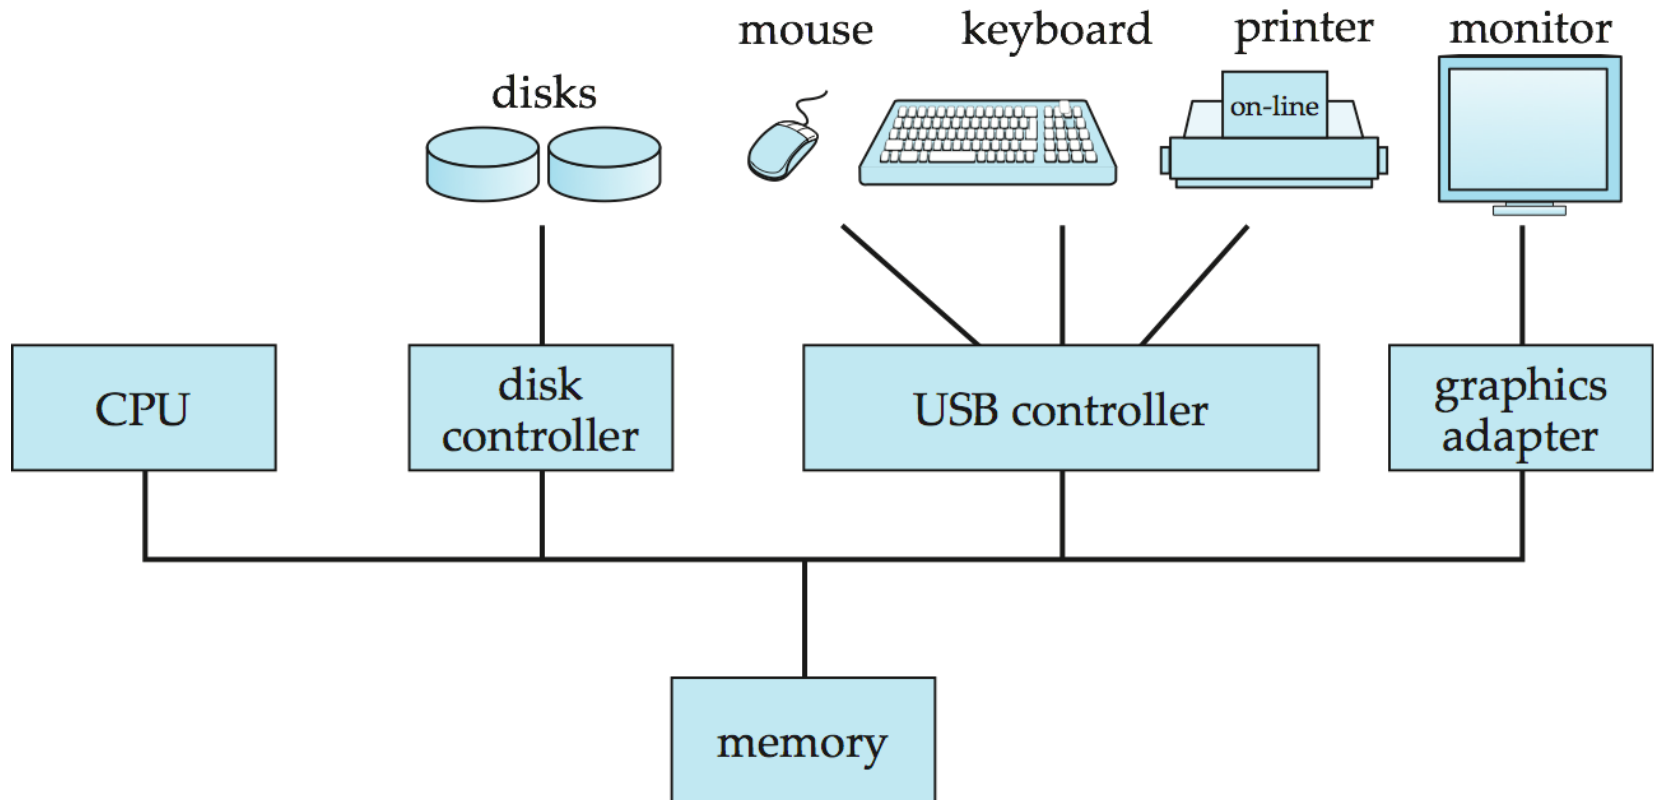 mouse
keyboard
printer
monitor
disks
on-line
CPU
disk
controller
USB controller
graphics
adapter
memory